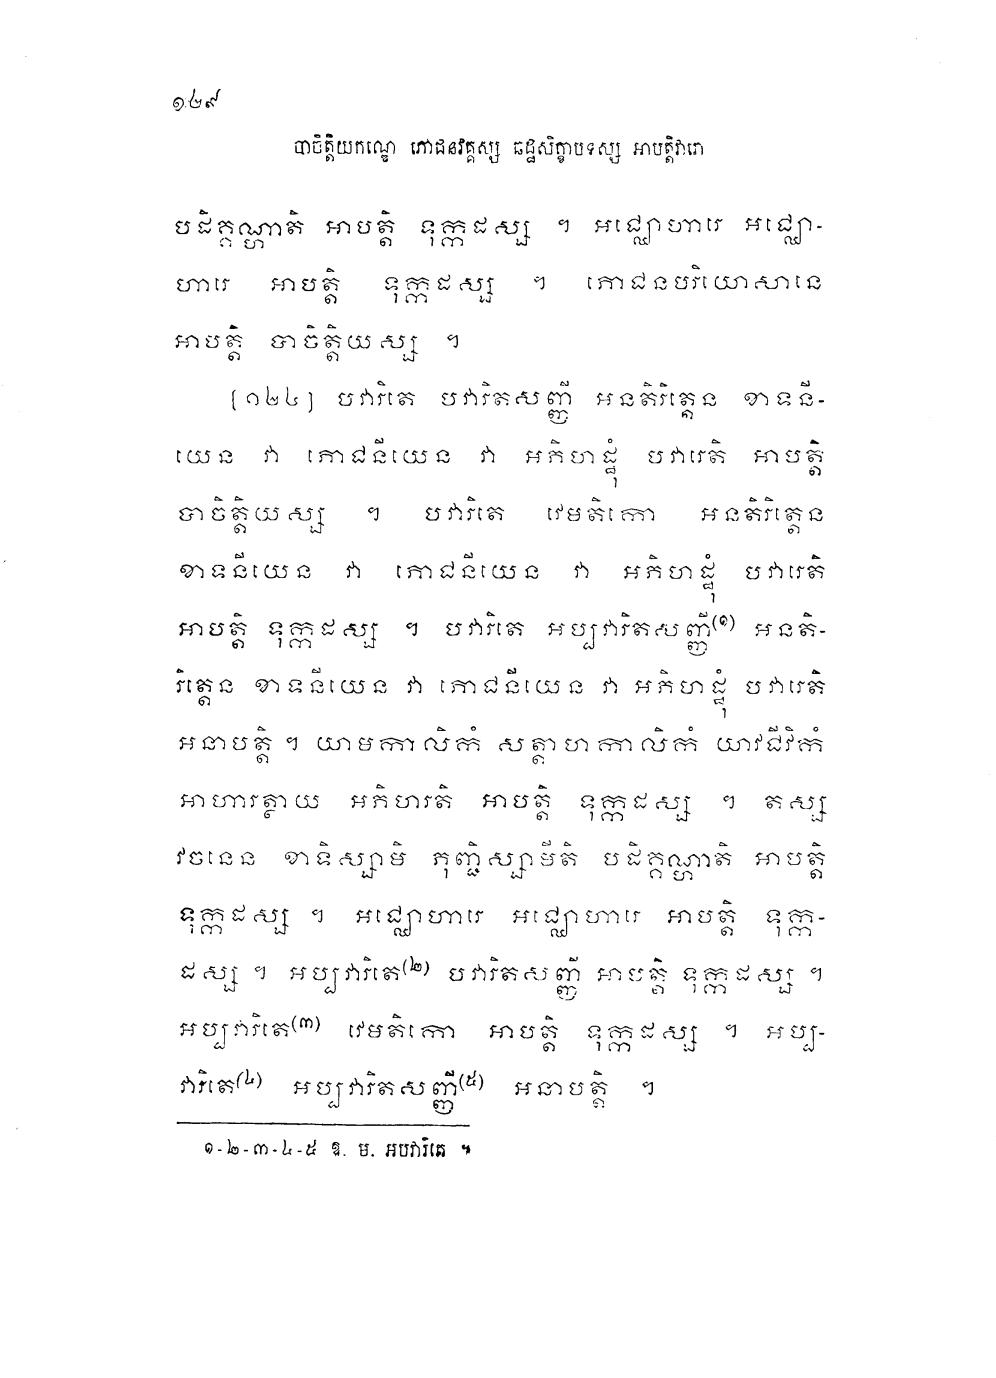 ១២៩
បាចិត្តិយកណ្ឌេ ភោជនវគ្គស្ស ឆដ្ឋសិក្ខាបទស្ស អាបត្តិវារោ
បដិគ្គណ្ហាតិ អាបត្តិ ទុក្កដស្ស ។ អជ្ឈោហារេ អជ្ឈោ-
ហារេ អាបត្តិ ទុក្កដស្ស ។ ភោជនបរិយោសានេ
អាបត្តិ បាចិត្តិយស្ស ។
[១២៤] បវារិតេ បវារិតសញ្ញី អនតិរិត្តេន ខាទនី-
យេន វា ភោជនីយេន វា អភិហដ្ឋុំ បវារេតិ អាបត្តិ
បាចិត្តិយស្ស ។ បវារិតេ វេមតិកោ អនតិរិត្តេន
ខាទនីយេន វា ភោជនីយេន វា អភិហដ្ឋុំ បវារេតិ
អាបត្តិ ទុក្កដស្ស ។ បវារិតេ អប្បវារិតសញ្ញី(១) អនតិ-
រិត្តេន ខាទនីយេន វា ភោជនីយេន វា អភិហដ្ឋុំ បវារេតិ
អនាបត្តិ ។ យាមកាលិកំ សត្តាហកាលិកំ យាវជីវិកំ
អាហារត្ថាយ អភិហរតិ អាបត្តិ ទុក្កដស្ស ។ តស្ស
វចនេន ខាទិស្សាមិ ភុញ្ជិស្សាមីតិ បដិគ្គណ្ហាតិ អាបត្តិ
ទុក្កដស្ស ។ អជ្ឈោហារេ អជ្ឈោហារេ អាបត្តិ ទុក្ក-
ដស្ស ។ អប្បវារិតេ(២) បវារិតសញ្ញី អាបត្តិ ទុក្កដស្ស ។
អប្បវារិតេ(៣) វេមតិកោ អាបត្តិ ទុក្កដស្ស ។ អប្ប-
វារិតេ(៤) អប្បវារិតសញ្ញី(៥) អនាបត្តិ ។
១-២-៣-៤-៥ ឱ. ម. អបវារិតេ ។